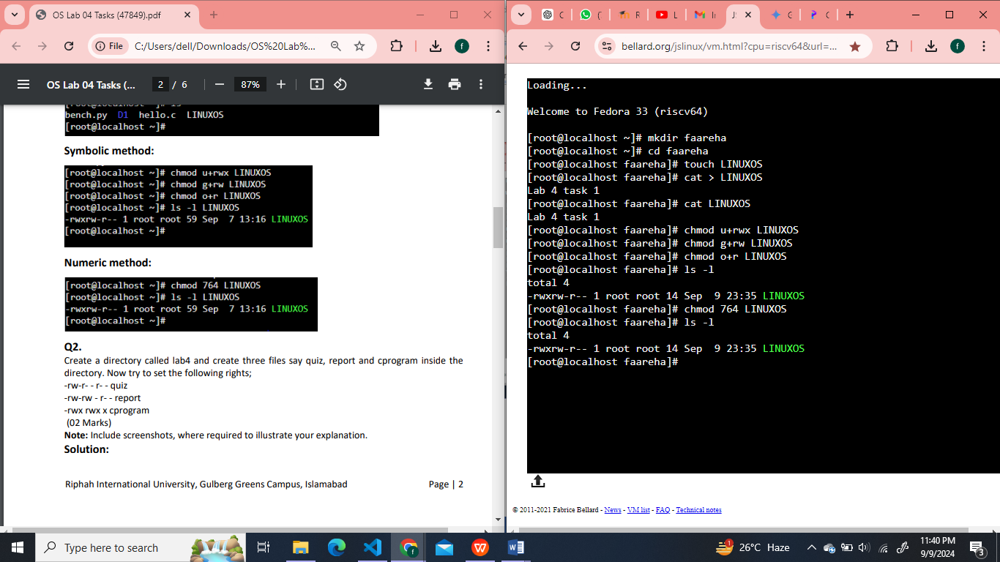 OS Lab 04 Tasks (47849).pdf
File
C:/Users/dell/Downloads/OS%20Lab%...
f
OS Lab 04 Tasks (...
2 / 6
87%
[root@localhost ~]# ls
bench.py D1 hello.c LINUXOS
[root@localhost ~]#
Symbolic method:
[root@localhost ~]# chmod u+rwx LINUXOS
[root@localhost ~]# chmod g+rw LINUXOS
[root@localhost ~]# chmod o+r LINUXOS
[root@localhost ~]# ls -l LINUXOS
-rwxrw-r-- 1 root root 59 Sep  7 13:16 LINUXOS
[root@localhost ~]#
Numeric method:
[root@localhost ~]# chmod 764 LINUXOS
[root@localhost ~]# ls -l LINUXOS
-rwxrw-r-- 1 root root 59 Sep  7 13:16 LINUXOS
[root@localhost ~]#
Q2.
Create a directory called lab4 and create three files say quiz, report and cprogram inside the
directory. Now try to set the following rights;
-rw-r- - r- - quiz
-rw-rw - r- - report
-rwx rwx x cprogram
(02 Marks)
Note: Include screenshots, where required to illustrate your explanation.
Solution:
Riphah International University, Gulberg Greens Campus, Islamabad Page | 2
bellard.org/jslinux/vm.html?cpu=riscv64&url=...
f
Loading...
Welcome to Fedora 33 (riscv64)
[root@localhost ~]# mkdir faareha
[root@localhost ~]# cd faareha
[root@localhost faareha]# touch LINUXOS
[root@localhost faareha]# cat > LINUXOS
Lab 4 task 1
[root@localhost faareha]# cat LINUXOS
Lab 4 task 1
[root@localhost faareha]# chmod u+rwx LINUXOS
[root@localhost faareha]# chmod g+rw LINUXOS
[root@localhost faareha]# chmod o+r LINUXOS
[root@localhost faareha]# ls -l
total 4
-rwxrw-r-- 1 root root 14 Sep  9 23:35 LINUXOS
[root@localhost faareha]# chmod 764 LINUXOS
[root@localhost faareha]# ls -l
total 4
-rwxrw-r-- 1 root root 14 Sep  9 23:35 LINUXOS
[root@localhost faareha]#
© 2011-2021 Fabrice Bellard - News - VM list - FAQ - Technical notes
Type here to search
26°C Haze
11:40 PM
9/9/2024
3